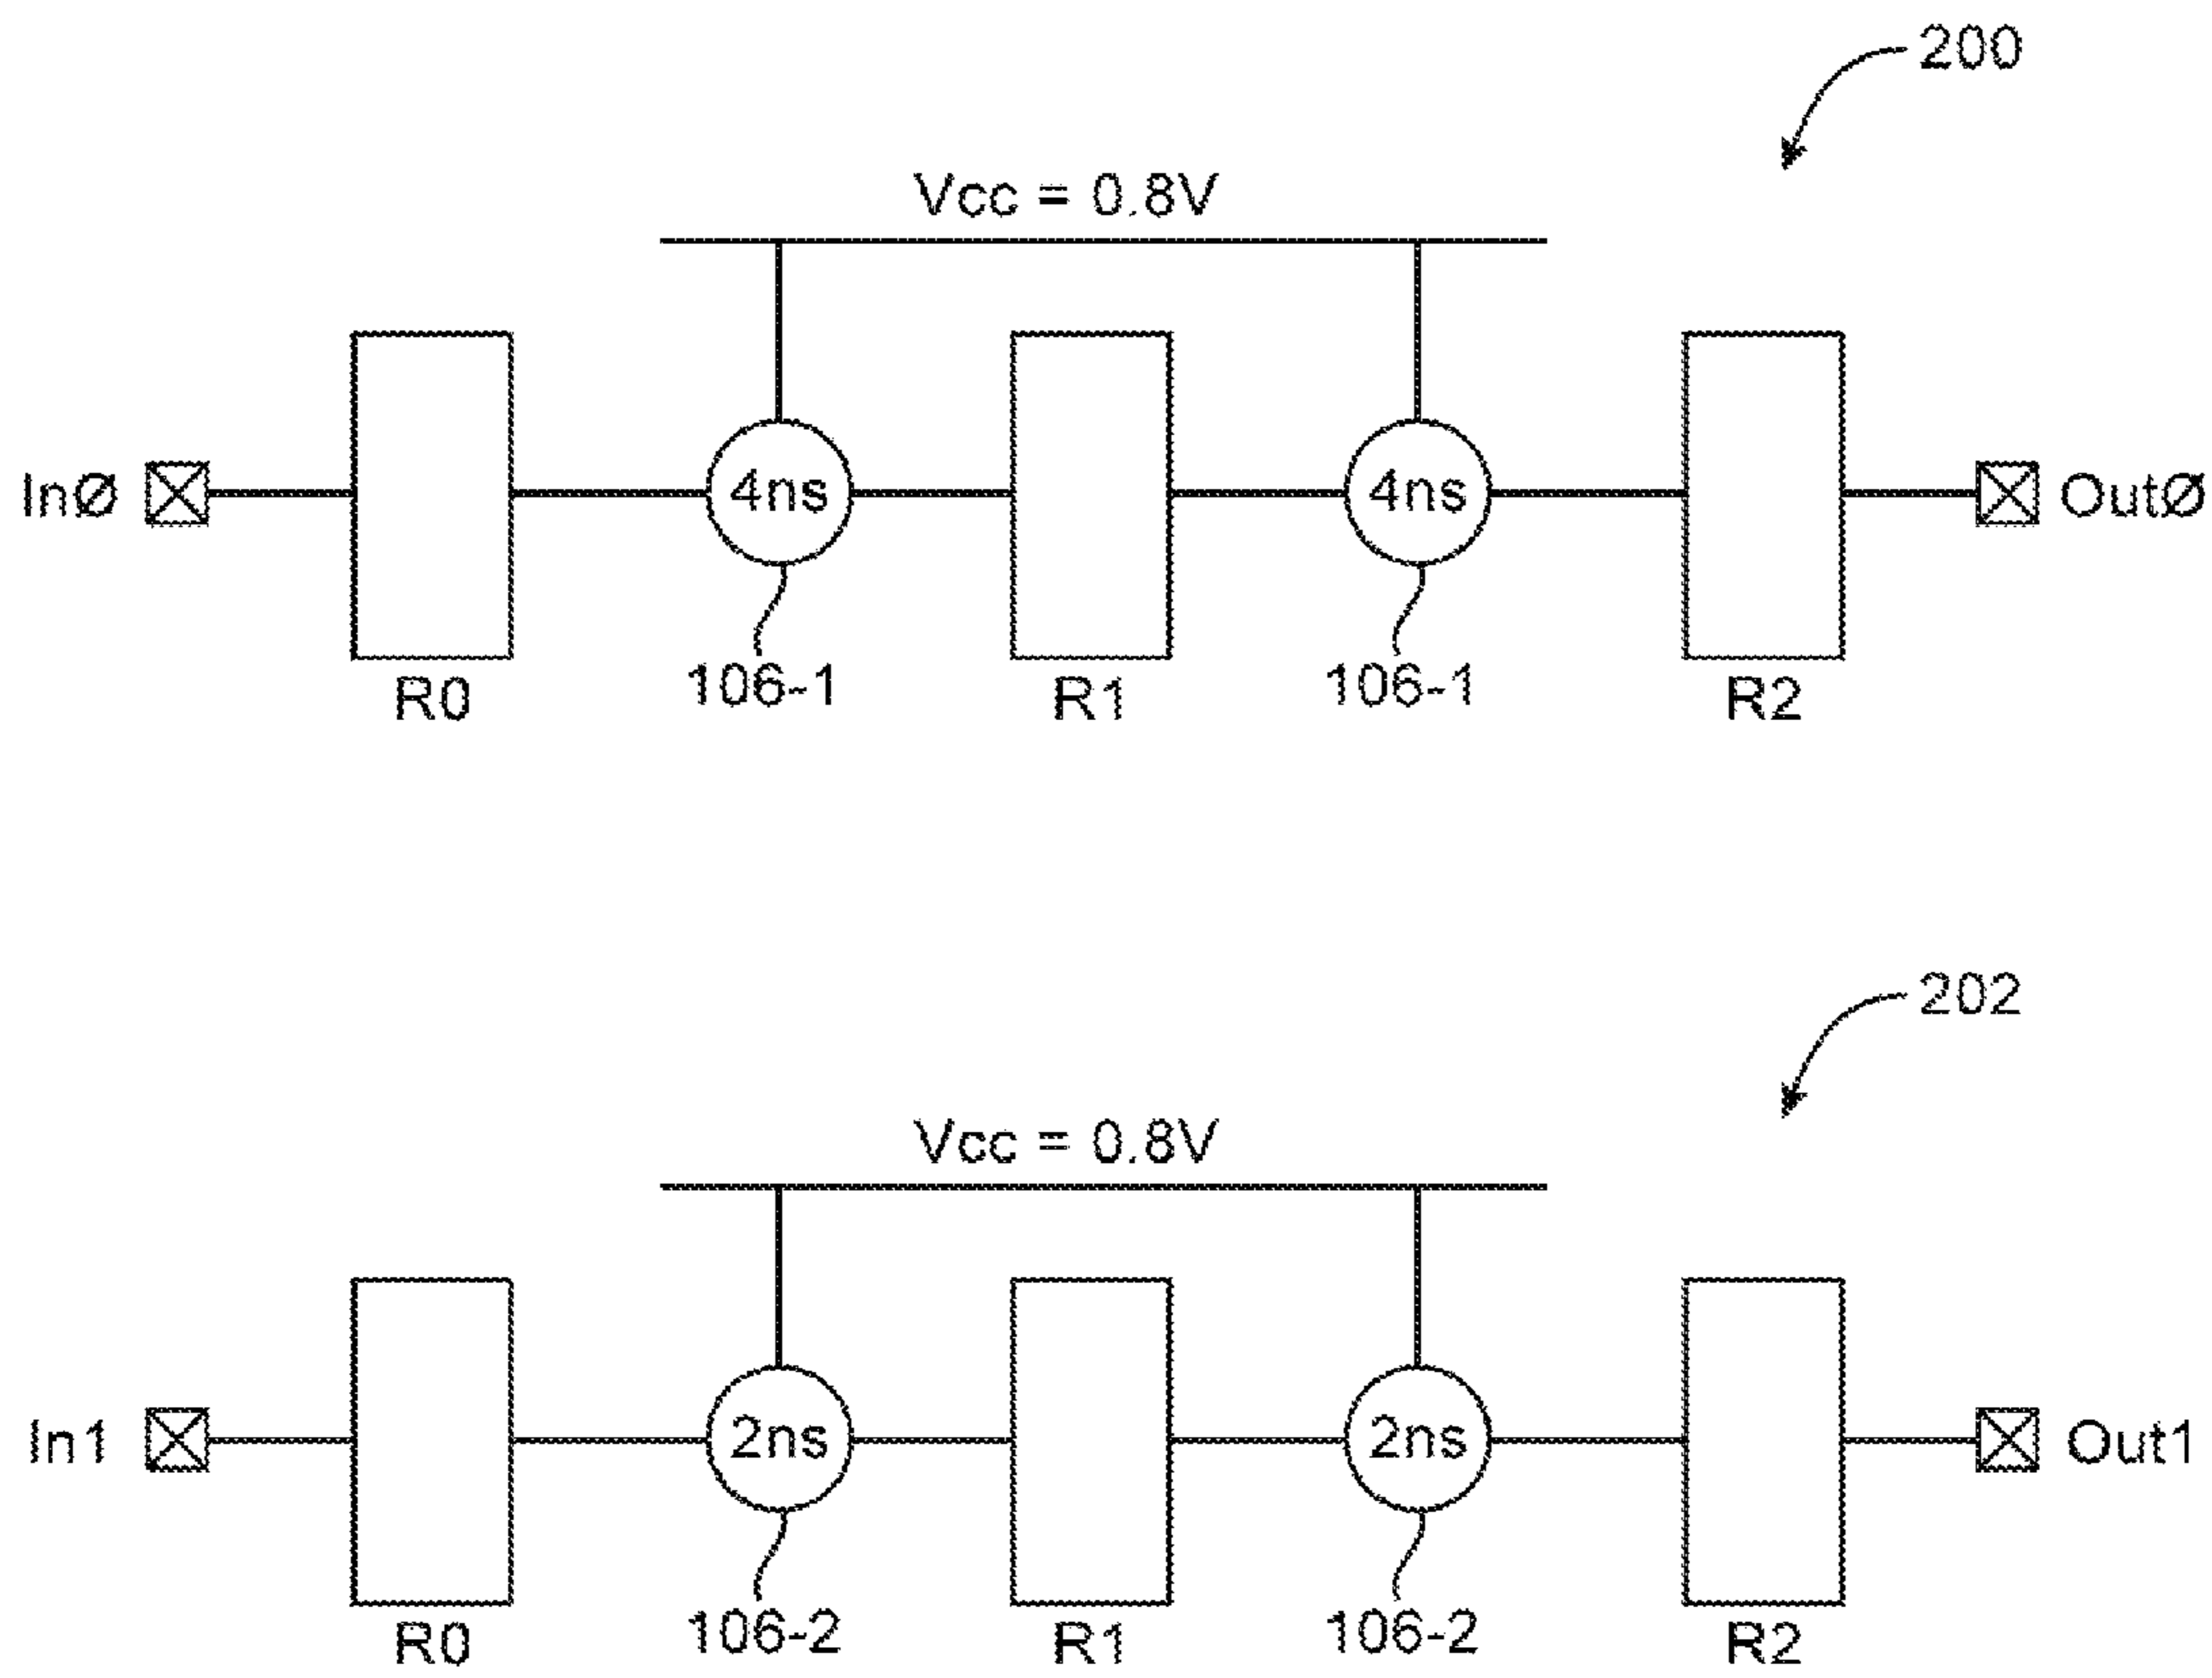 200
Vcc = 0.8V
InØ 4ns 4ns OutØ
R0 106-1 R1 106-1 R2
202
Vcc = 0.8V
In1 2ns 2ns Out1
R0 106-2 R1 106-2 R2